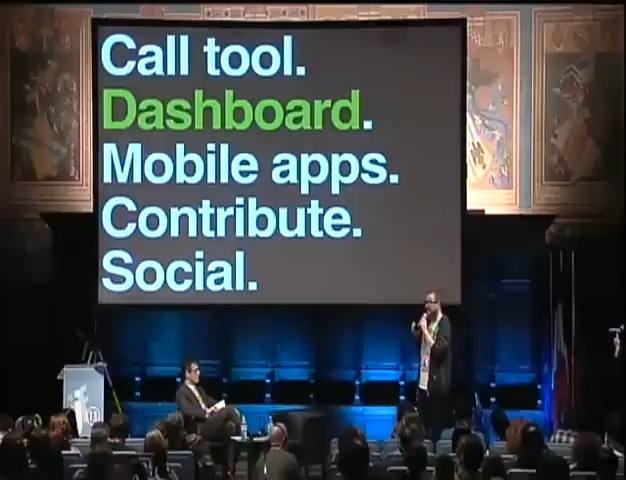 Call tool.
Dashboard.
Mobile apps.
Contribute.
Social.